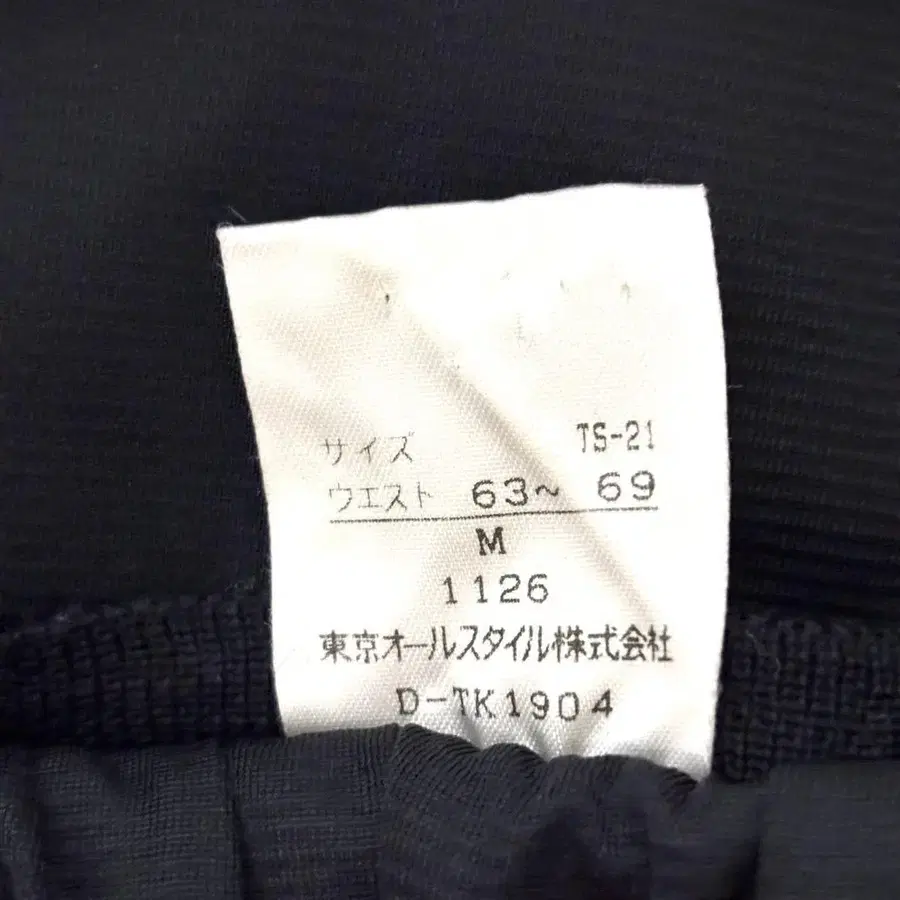 サイズ TS-21
ウエスト 63~ 69
M
1126
東京オールスタイル株式会社
D-TK1904